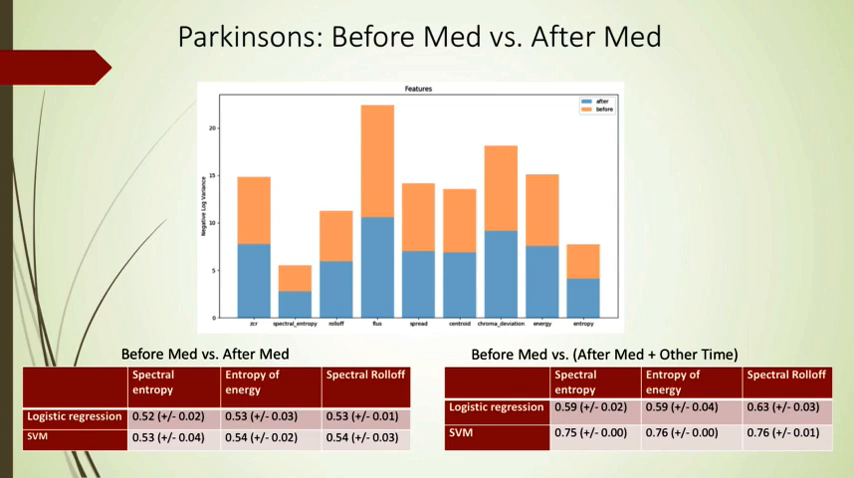 Parkinsons: Before Med vs. After Med
Features
after
before
Negative Log Variance
20
15
10
5
0
zcr spectral_entropy rolloff flus spread centroid chroma_deviation energy entropy
Before Med vs. After Med
Spectral entropy Entropy of energy Spectral Rolloff
Logistic regression 0.52 (+/- 0.02) 0.53 (+/- 0.03) 0.53 (+/- 0.01)
SVM 0.53 (+/- 0.04) 0.54 (+/- 0.02) 0.54 (+/- 0.03)
Before Med vs. (After Med + Other Time)
Spectral entropy Entropy of energy Spectral Rolloff
Logistic regression 0.59 (+/- 0.02) 0.59 (+/- 0.04) 0.63 (+/- 0.03)
SVM 0.75 (+/- 0.00) 0.76 (+/- 0.00) 0.76 (+/- 0.01)